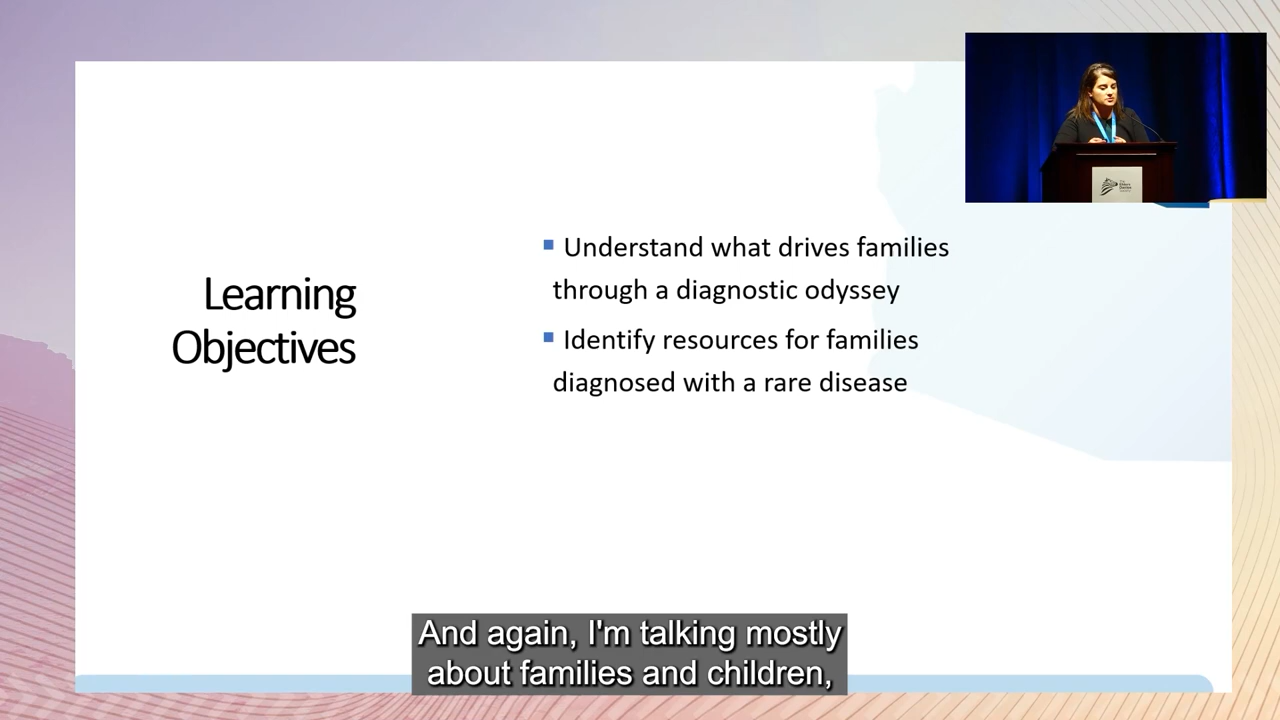 Learning
Objectives
Understand what drives families
through a diagnostic odyssey
Identify resources for families
diagnosed with a rare disease
And again, I'm talking mostly
about families and children,